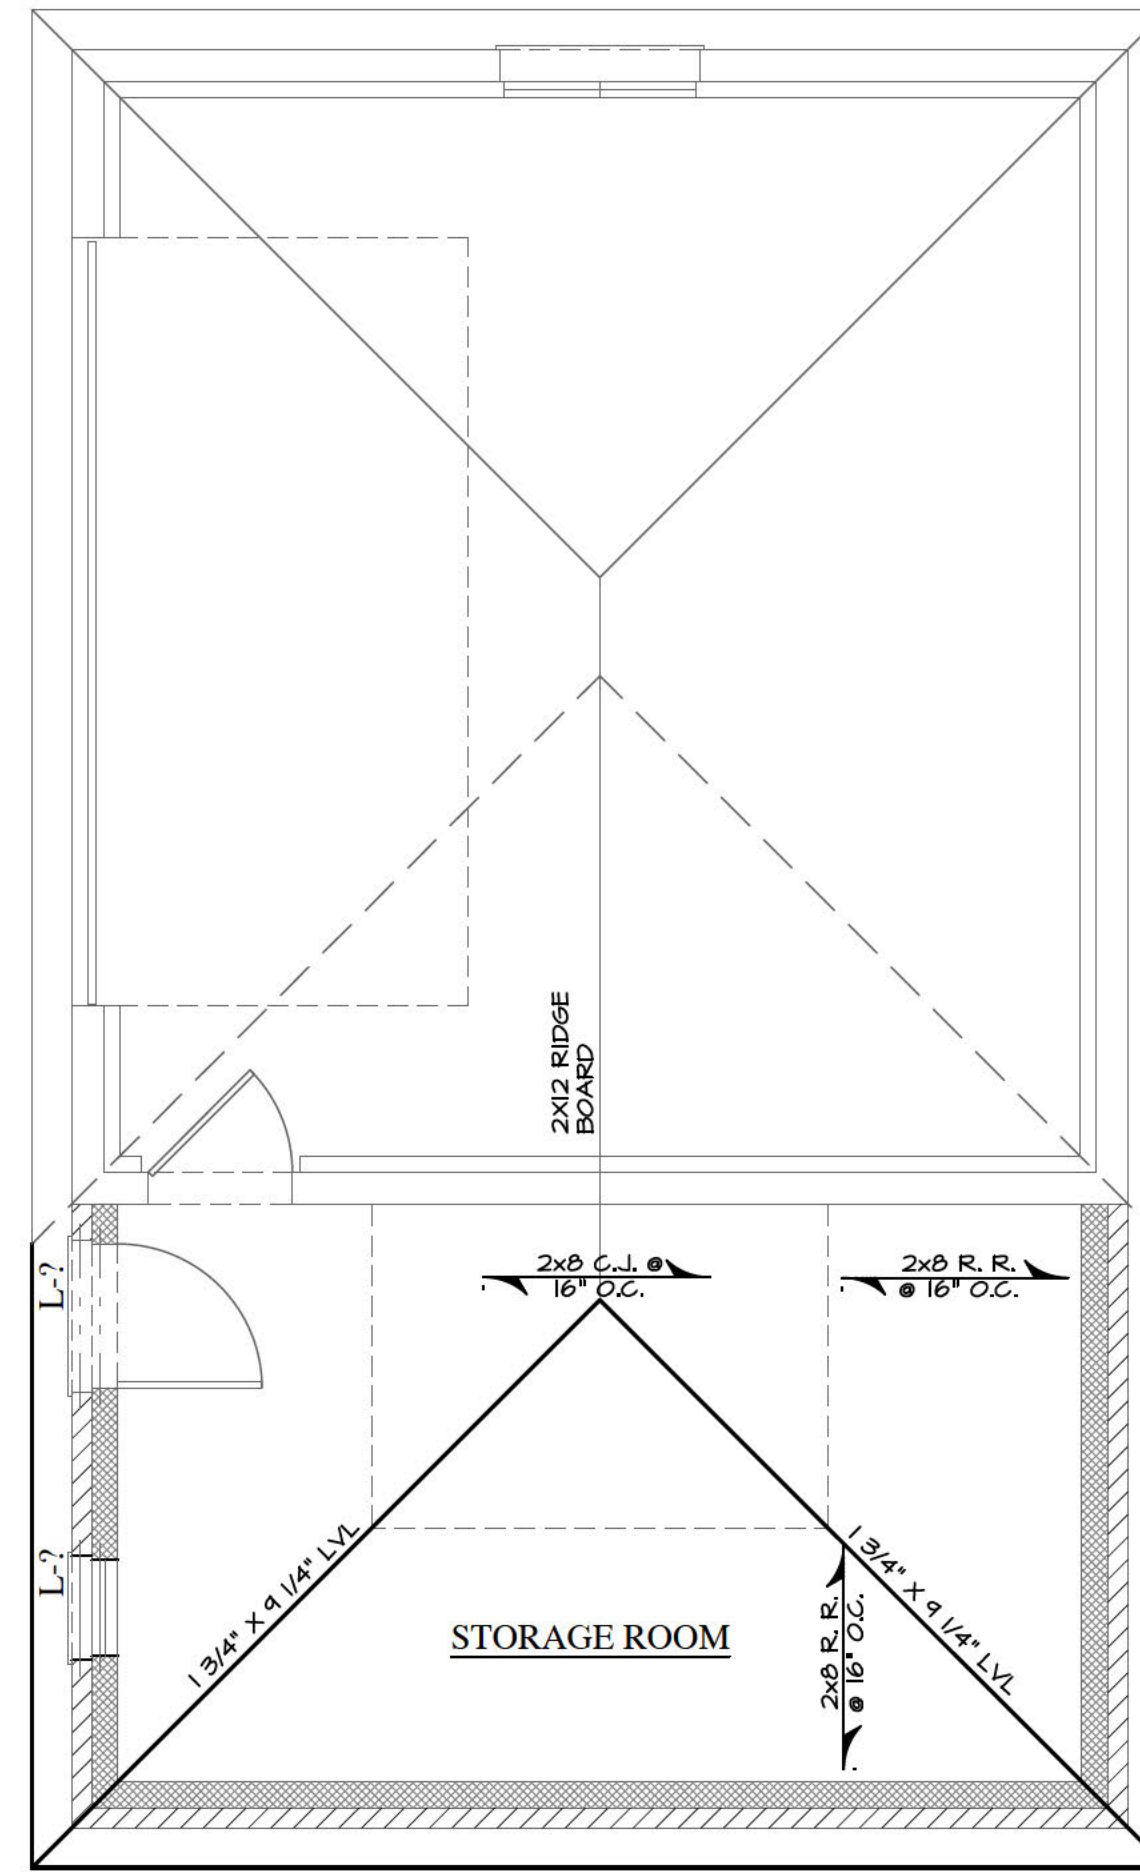 2X12 RIDGE
BOARD
2x8 C.J. @
16" O.C.
2x8 R. R.
@ 16" O.C.
L-?
L-?
1 3/4" X 9 1/4" LVL
1 3/4" X 9 1/4" LVL
2x8 R. R.
@ 16" O.C.
STORAGE ROOM